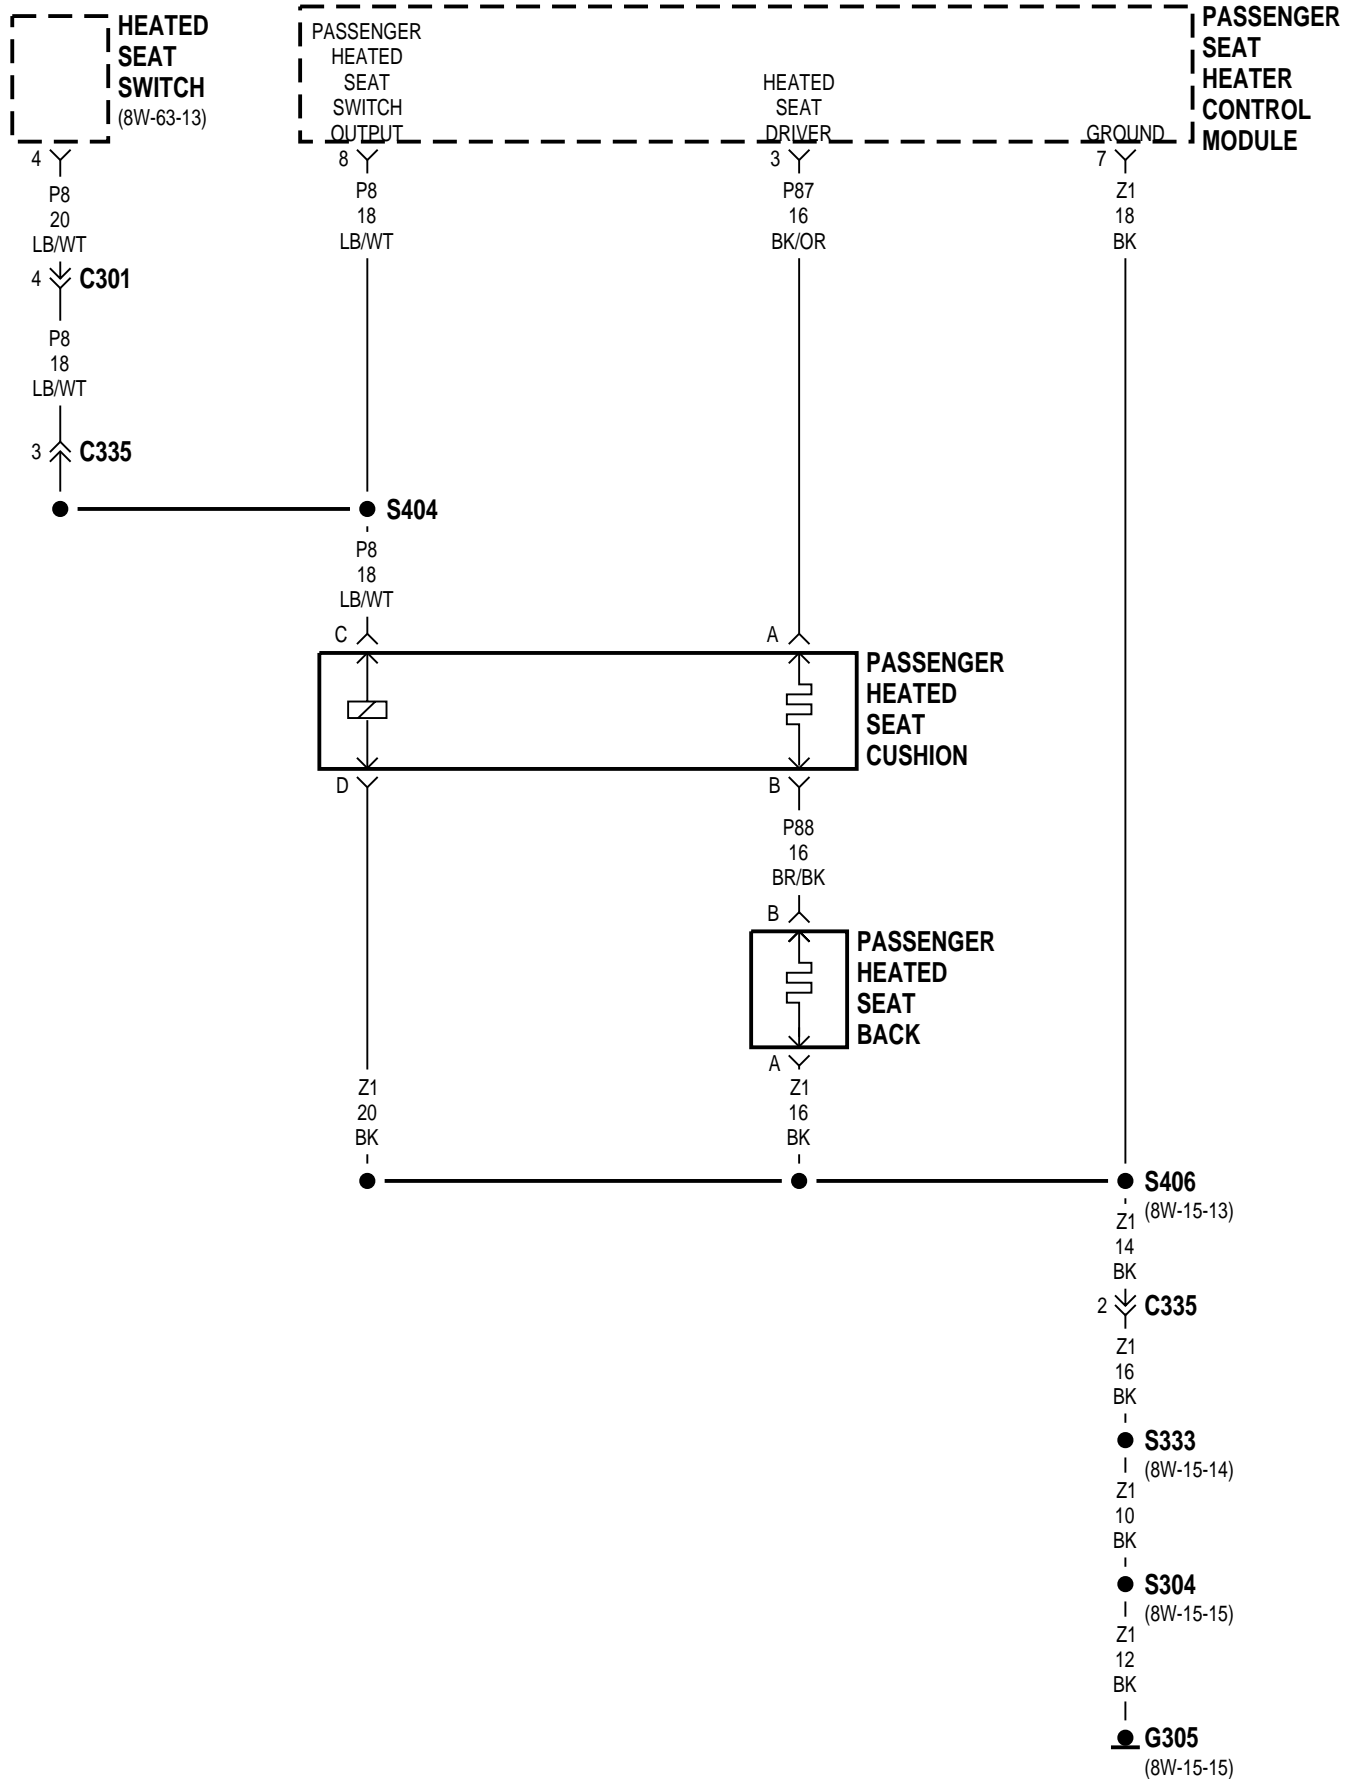 HEATED
SEAT
SWITCH
(8W-63-13)
PASSENGER
HEATED
SEAT
SWITCH
OUTPUT
HEATED
SEAT
DRIVER
GROUND
PASSENGER
SEAT
HEATER
CONTROL
MODULE
4
P8
20
LB/WT
4 C301
P8
18
LB/WT
3 C335
8
P8
18
LB/WT
S404
P8
18
LB/WT
C
3
P87
16
BK/OR
A
7
Z1
18
BK
PASSENGER
HEATED
SEAT
CUSHION
D
B
P88
16
BR/BK
B
PASSENGER
HEATED
SEAT
BACK
A
Z1
20
BK
Z1
16
BK
S406
(8W-15-13)
Z1
14
BK
2 C335
Z1
16
BK
S333
(8W-15-14)
Z1
10
BK
S304
(8W-15-15)
Z1
12
BK
G305
(8W-15-15)